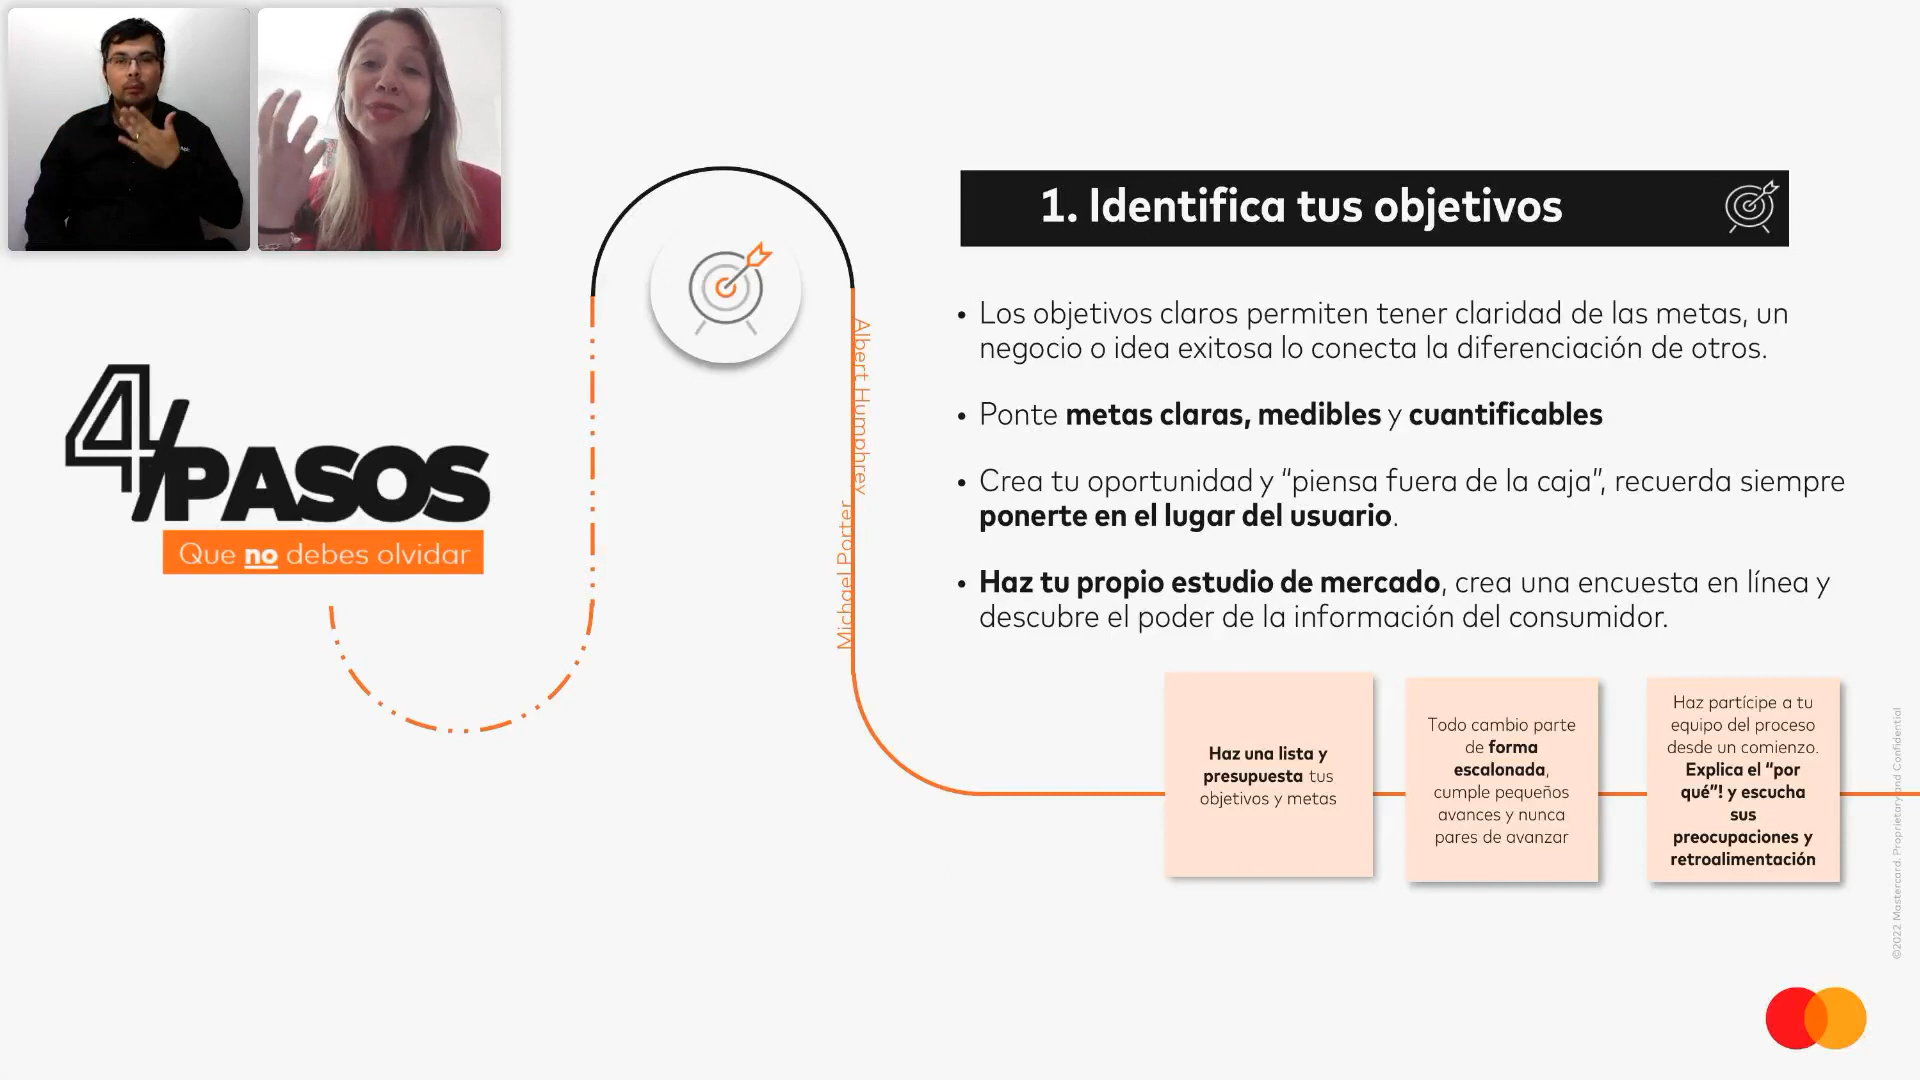 4/PASOS
Que no debes olvidar
Albert Humphrey
Michael Porter
1. Identifica tus objetivos
• Los objetivos claros permiten tener claridad de las metas, un
negocio o idea exitosa lo conecta la diferenciación de otros.
• Ponte metas claras, medibles y cuantificables
• Crea tu oportunidad y “piensa fuera de la caja”, recuerda siempre
ponerte en el lugar del usuario.
• Haz tu propio estudio de mercado, crea una encuesta en línea y
descubre el poder de la información del consumidor.
Haz una lista y
presupuesta tus
objetivos y metas
Todo cambio parte
de forma
escalonada,
cumple pequeños
avances y nunca
pares de avanzar
Haz partícipe a tu
equipo del proceso
desde un comienzo.
Explica el “por
qué”! y escucha
sus
preocupaciones y
retroalimentación
©2022 Mastercard. Proprietary and Confidential